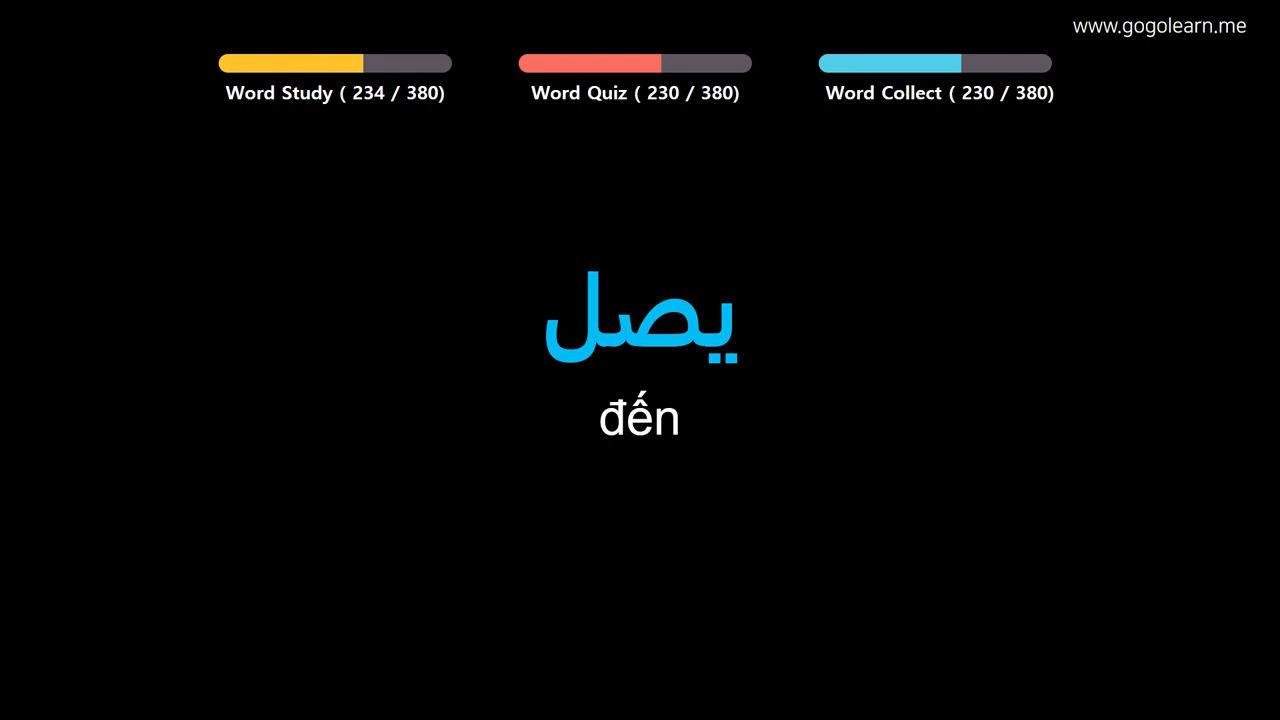 www.gogolearn.me
Word Study ( 234 / 380)
Word Quiz ( 230 / 380)
Word Collect ( 230 / 380)
يصل
đến